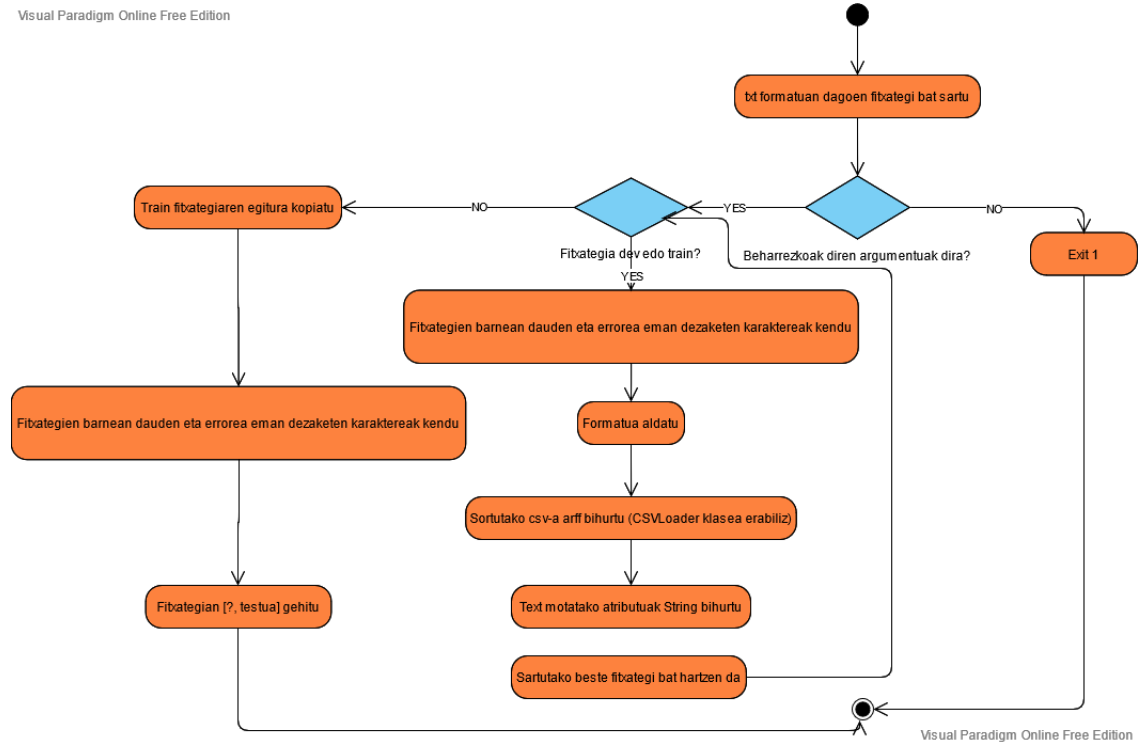 Visual Paradigm Online Free Edition
txt formatuan dagoen fitxategi bat sartu
Train fitxategiaren egitura kopiatu
NO
YES
NO
Fitxategia dev edo train?
Beharrezkoak diren argumentuak dira?
Exit 1
YES
Fitxategien barnean dauden eta errorea eman dezaketen karaktereak kendu
Fitxategien barnean dauden eta errorea eman dezaketen karaktereak kendu
Formatua aldatu
Sortutako csv-a arff bihurtu (CSVLoader klasea erabiliz)
Fitxategian [?, testua] gehitu
Text motatako atributuak String bihurtu
Sartutako beste fitxategi bat hartzen da
Visual Paradigm Online Free Edition